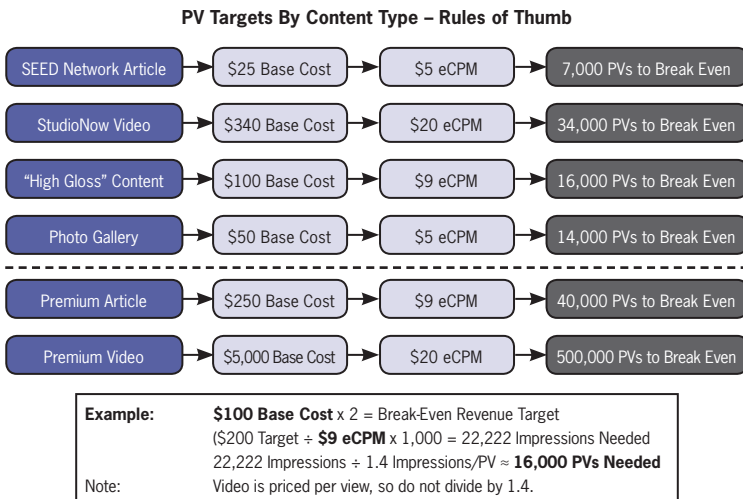 PV Targets By Content Type – Rules of Thumb
SEED Network Article $25 Base Cost $5 eCPM 7,000 PVs to Break Even
StudioNow Video $340 Base Cost $20 eCPM 34,000 PVs to Break Even
“High Gloss” Content $100 Base Cost $9 eCPM 16,000 PVs to Break Even
Photo Gallery $50 Base Cost $5 eCPM 14,000 PVs to Break Even
Premium Article $250 Base Cost $9 eCPM 40,000 PVs to Break Even
Premium Video $5,000 Base Cost $20 eCPM 500,000 PVs to Break Even
Example: $100 Base Cost x 2 = Break-Even Revenue Target
($200 Target ÷ $9 eCPM x 1,000 = 22,222 Impressions Needed
22,222 Impressions ÷ 1.4 Impressions/PV ≈ 16,000 PVs Needed
Note: Video is priced per view, so do not divide by 1.4.